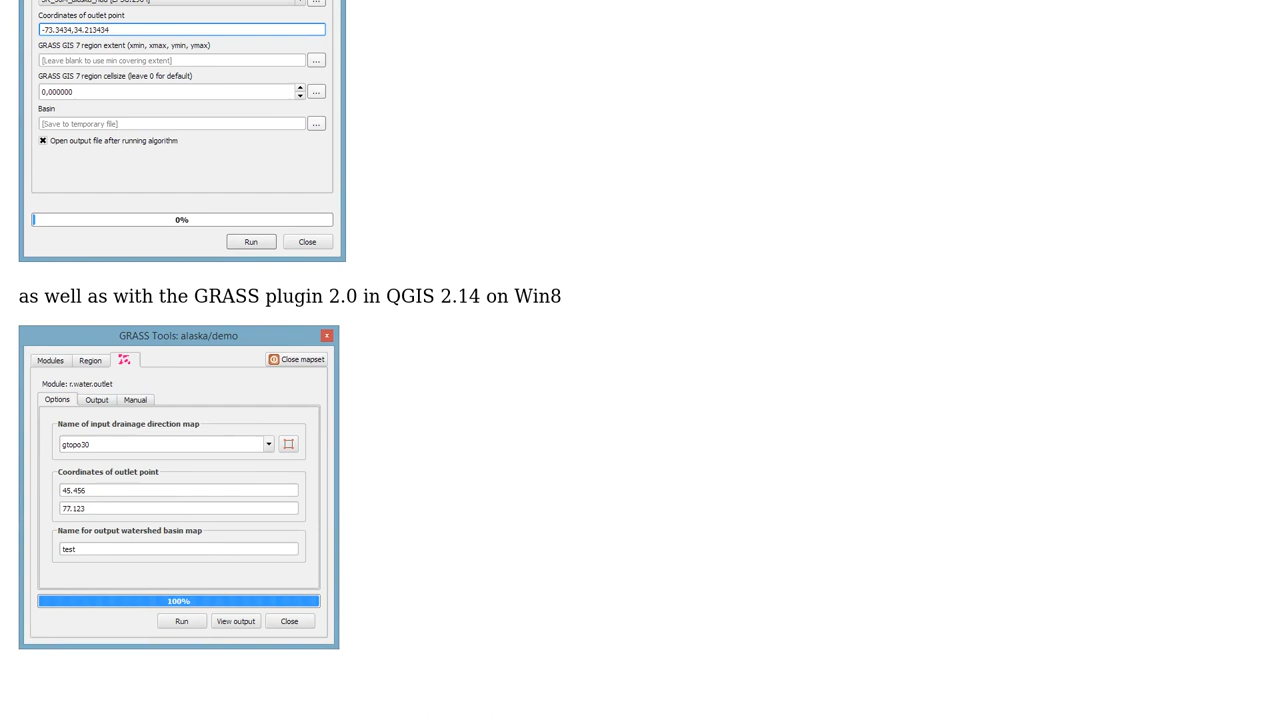 Coordinates of outlet point
-73.3434,34.213434
GRASS GIS 7 region extent (xmin, xmax, ymin, ymax)
[Leave blank to use min covering extent]
...
GRASS GIS 7 region cellsize (leave 0 for default)
0,000000
...
Basin
[Save to temporary file]
...
Open output file after running algorithm
0%
Run Close
as well as with the GRASS plugin 2.0 in QGIS 2.14 on Win8
GRASS Tools: alaska/demo x
Modules Region Close mapset
Module: r.water.outlet
Options Output Manual
Name of input drainage direction map
gtopo30
Coordinates of outlet point
45.456
77.123
Name for output watershed basin map
test
100%
Run View output Close